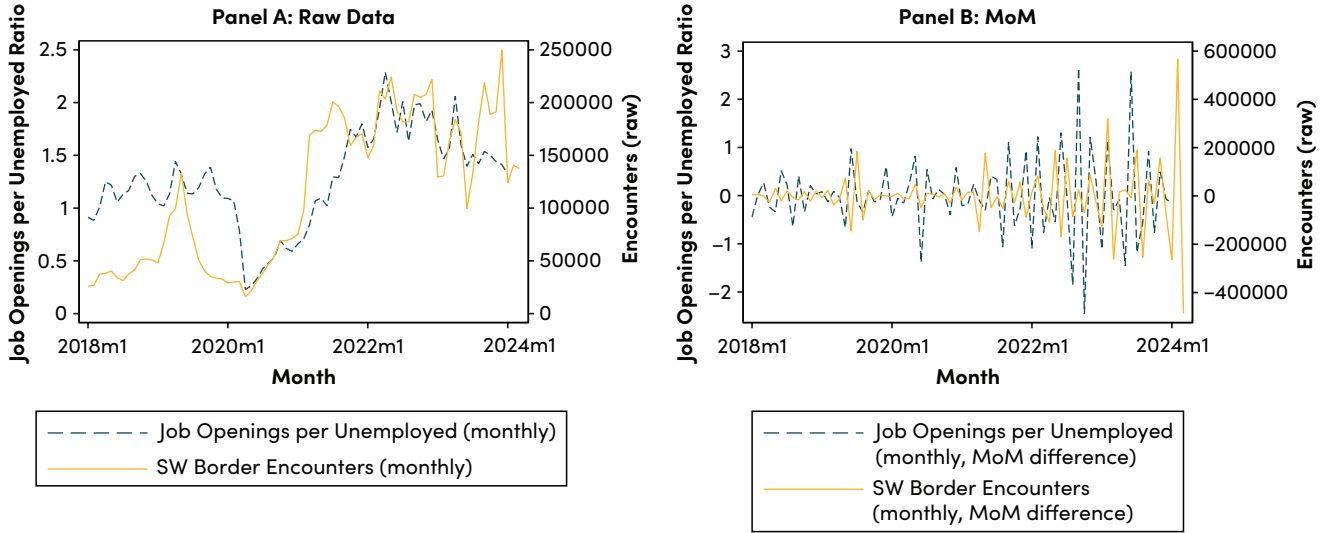 Panel A: Raw Data
Job Openings per Unemployed Ratio
2.5
2
1.5
1
0.5
0
250000
200000
150000
100000
50000
0
Encounters (raw)
2018m1 2020m1 2022m1 2024m1
Month
Job Openings per Unemployed (monthly)
SW Border Encounters (monthly)
Panel B: MoM
Job Openings per Unemployed Ratio
3
2
1
0
−1
−2
600000
400000
200000
0
−200000
−400000
Encounters (raw)
2018m1 2020m1 2022m1 2024m1
Month
Job Openings per Unemployed
(monthly, MoM difference)
SW Border Encounters
(monthly, MoM difference)